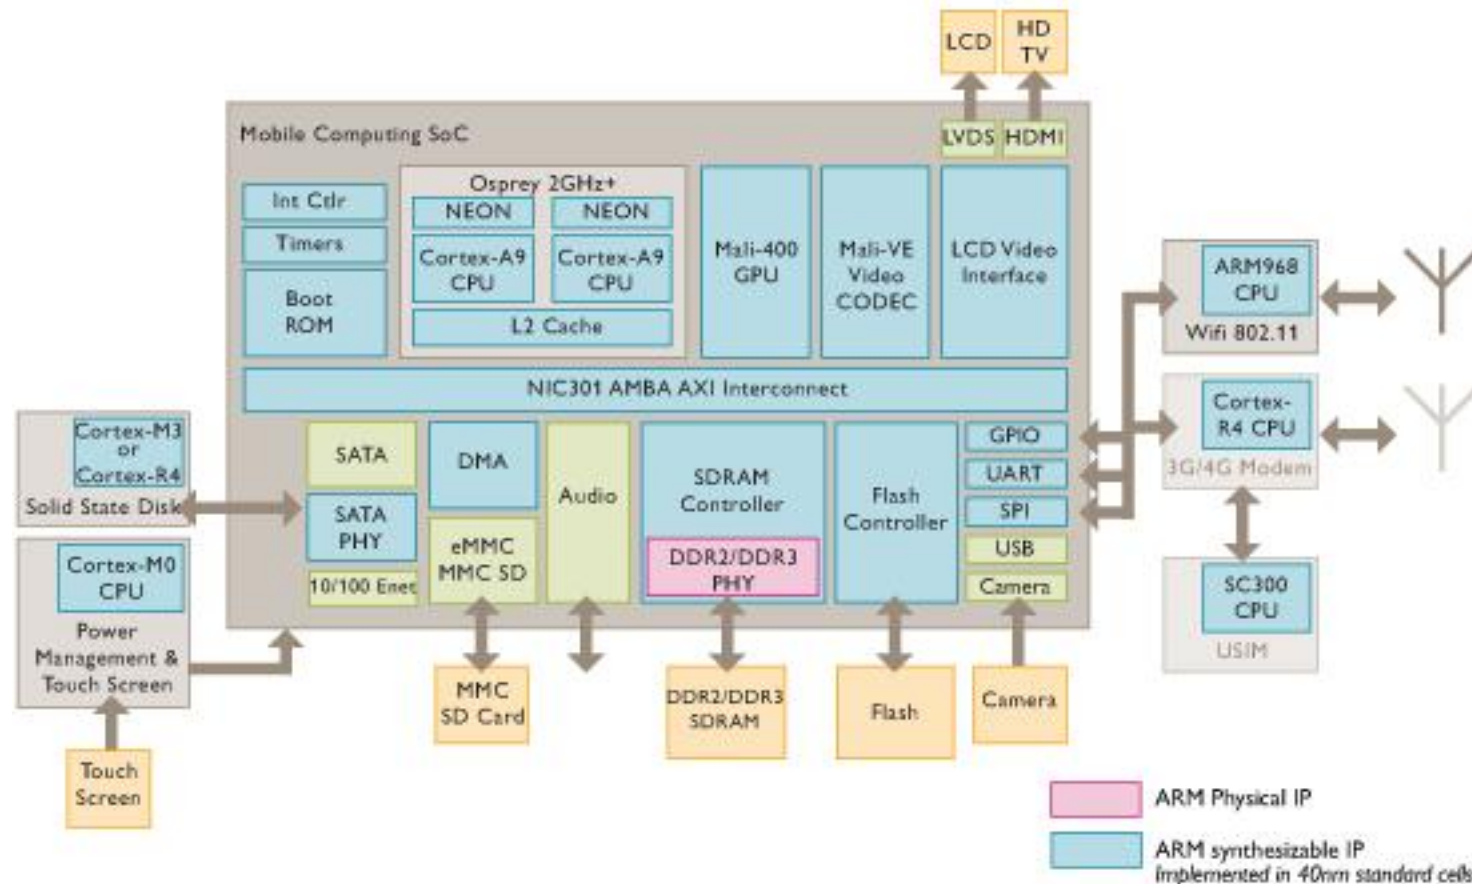 LCD
HD
TV
Mobile Computing SoC
LVDS
HDMI
Int Ctlr
Timers
Boot
ROM
Osprey 2GHz+
NEON
NEON
Cortex-A9
CPU
Cortex-A9
CPU
L2 Cache
Mali-400
GPU
Mali-VE
Video
CODEC
LCD Video
Interface
NIC301 AMBA AXI Interconnect
ARM968
CPU
Wifi 802.11
Cortex-
R4 CPU
3G/4G Modem
SC300
CPU
USIM
Cortex-M3
or
Cortex-R4
Solid State Disk
Cortex-M0
CPU
Power
Management &
Touch Screen
Touch
Screen
SATA
SATA
PHY
10/100 Enet
DMA
eMMC
MMC SD
Audio
SDRAM
Controller
DDR2/DDR3
PHY
Flash
Controller
GPIO
UART
SPI
USB
Camera
MMC
SD Card
DDR2/DDR3
SDRAM
Flash
Camera
ARM Physical IP
ARM synthesizable IP
Implemented in 40nm standard cells